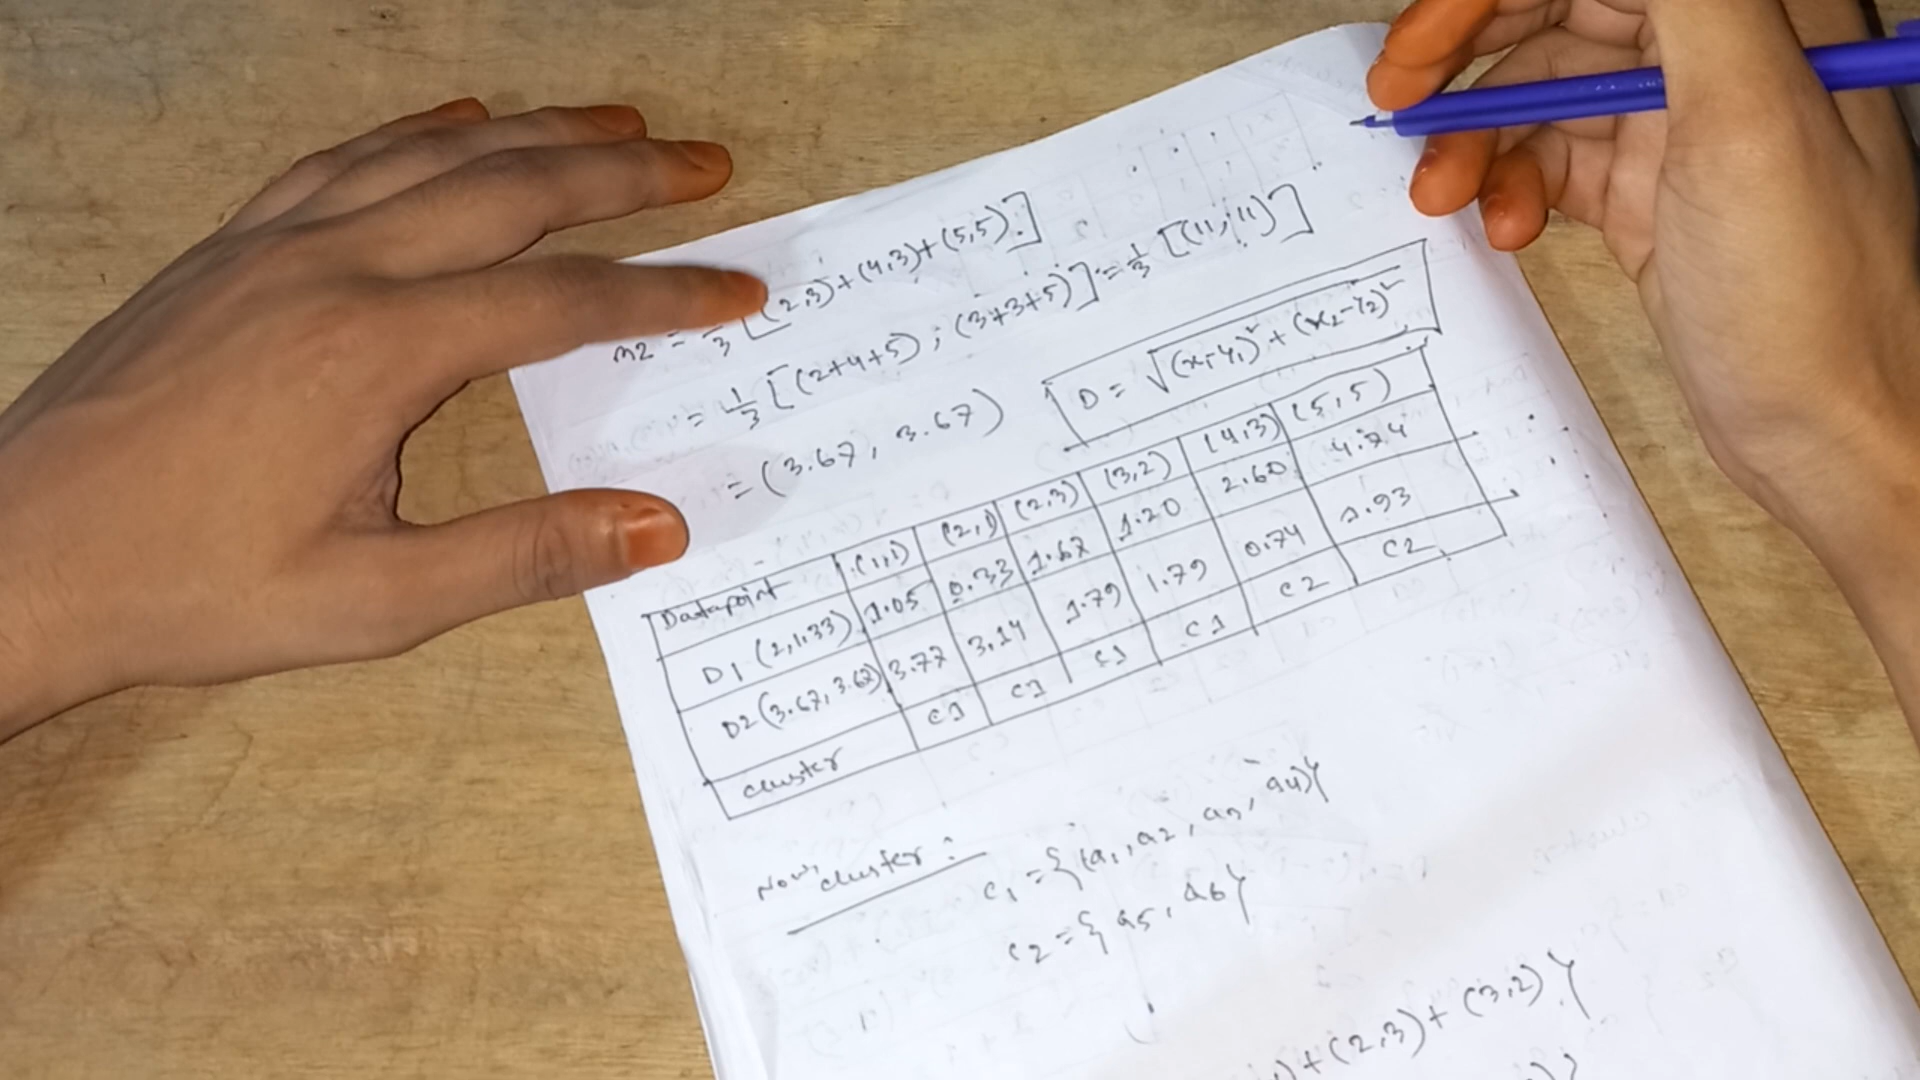 m2 = 1/3 [(2,3)+(4,3)+(5,5)]
= 1/3 [(2+4+5) ; (3+3+5)] = 1/3 [(11, 11)]
= (3.67, 3.67)
D = √(x₁-y₁)² + (x₂-y₂)²
Datapoint (1,1) (2,1) (2,3) (3,2) (4,3) (5,5)
D1 (2,1.33) 1.05 0.33 1.67 1.20 2.60 4.74
D2 (3.67, 3.67) 3.77 3.14 1.79 1.79 0.74 1.93
cluster C1 C1 C1 C1 C2 C2
Now, cluster :
C₁ = {(a₁, a2, a3, a4)}
C2 = { a5, a6}
)+(2,3)+(3,2)}